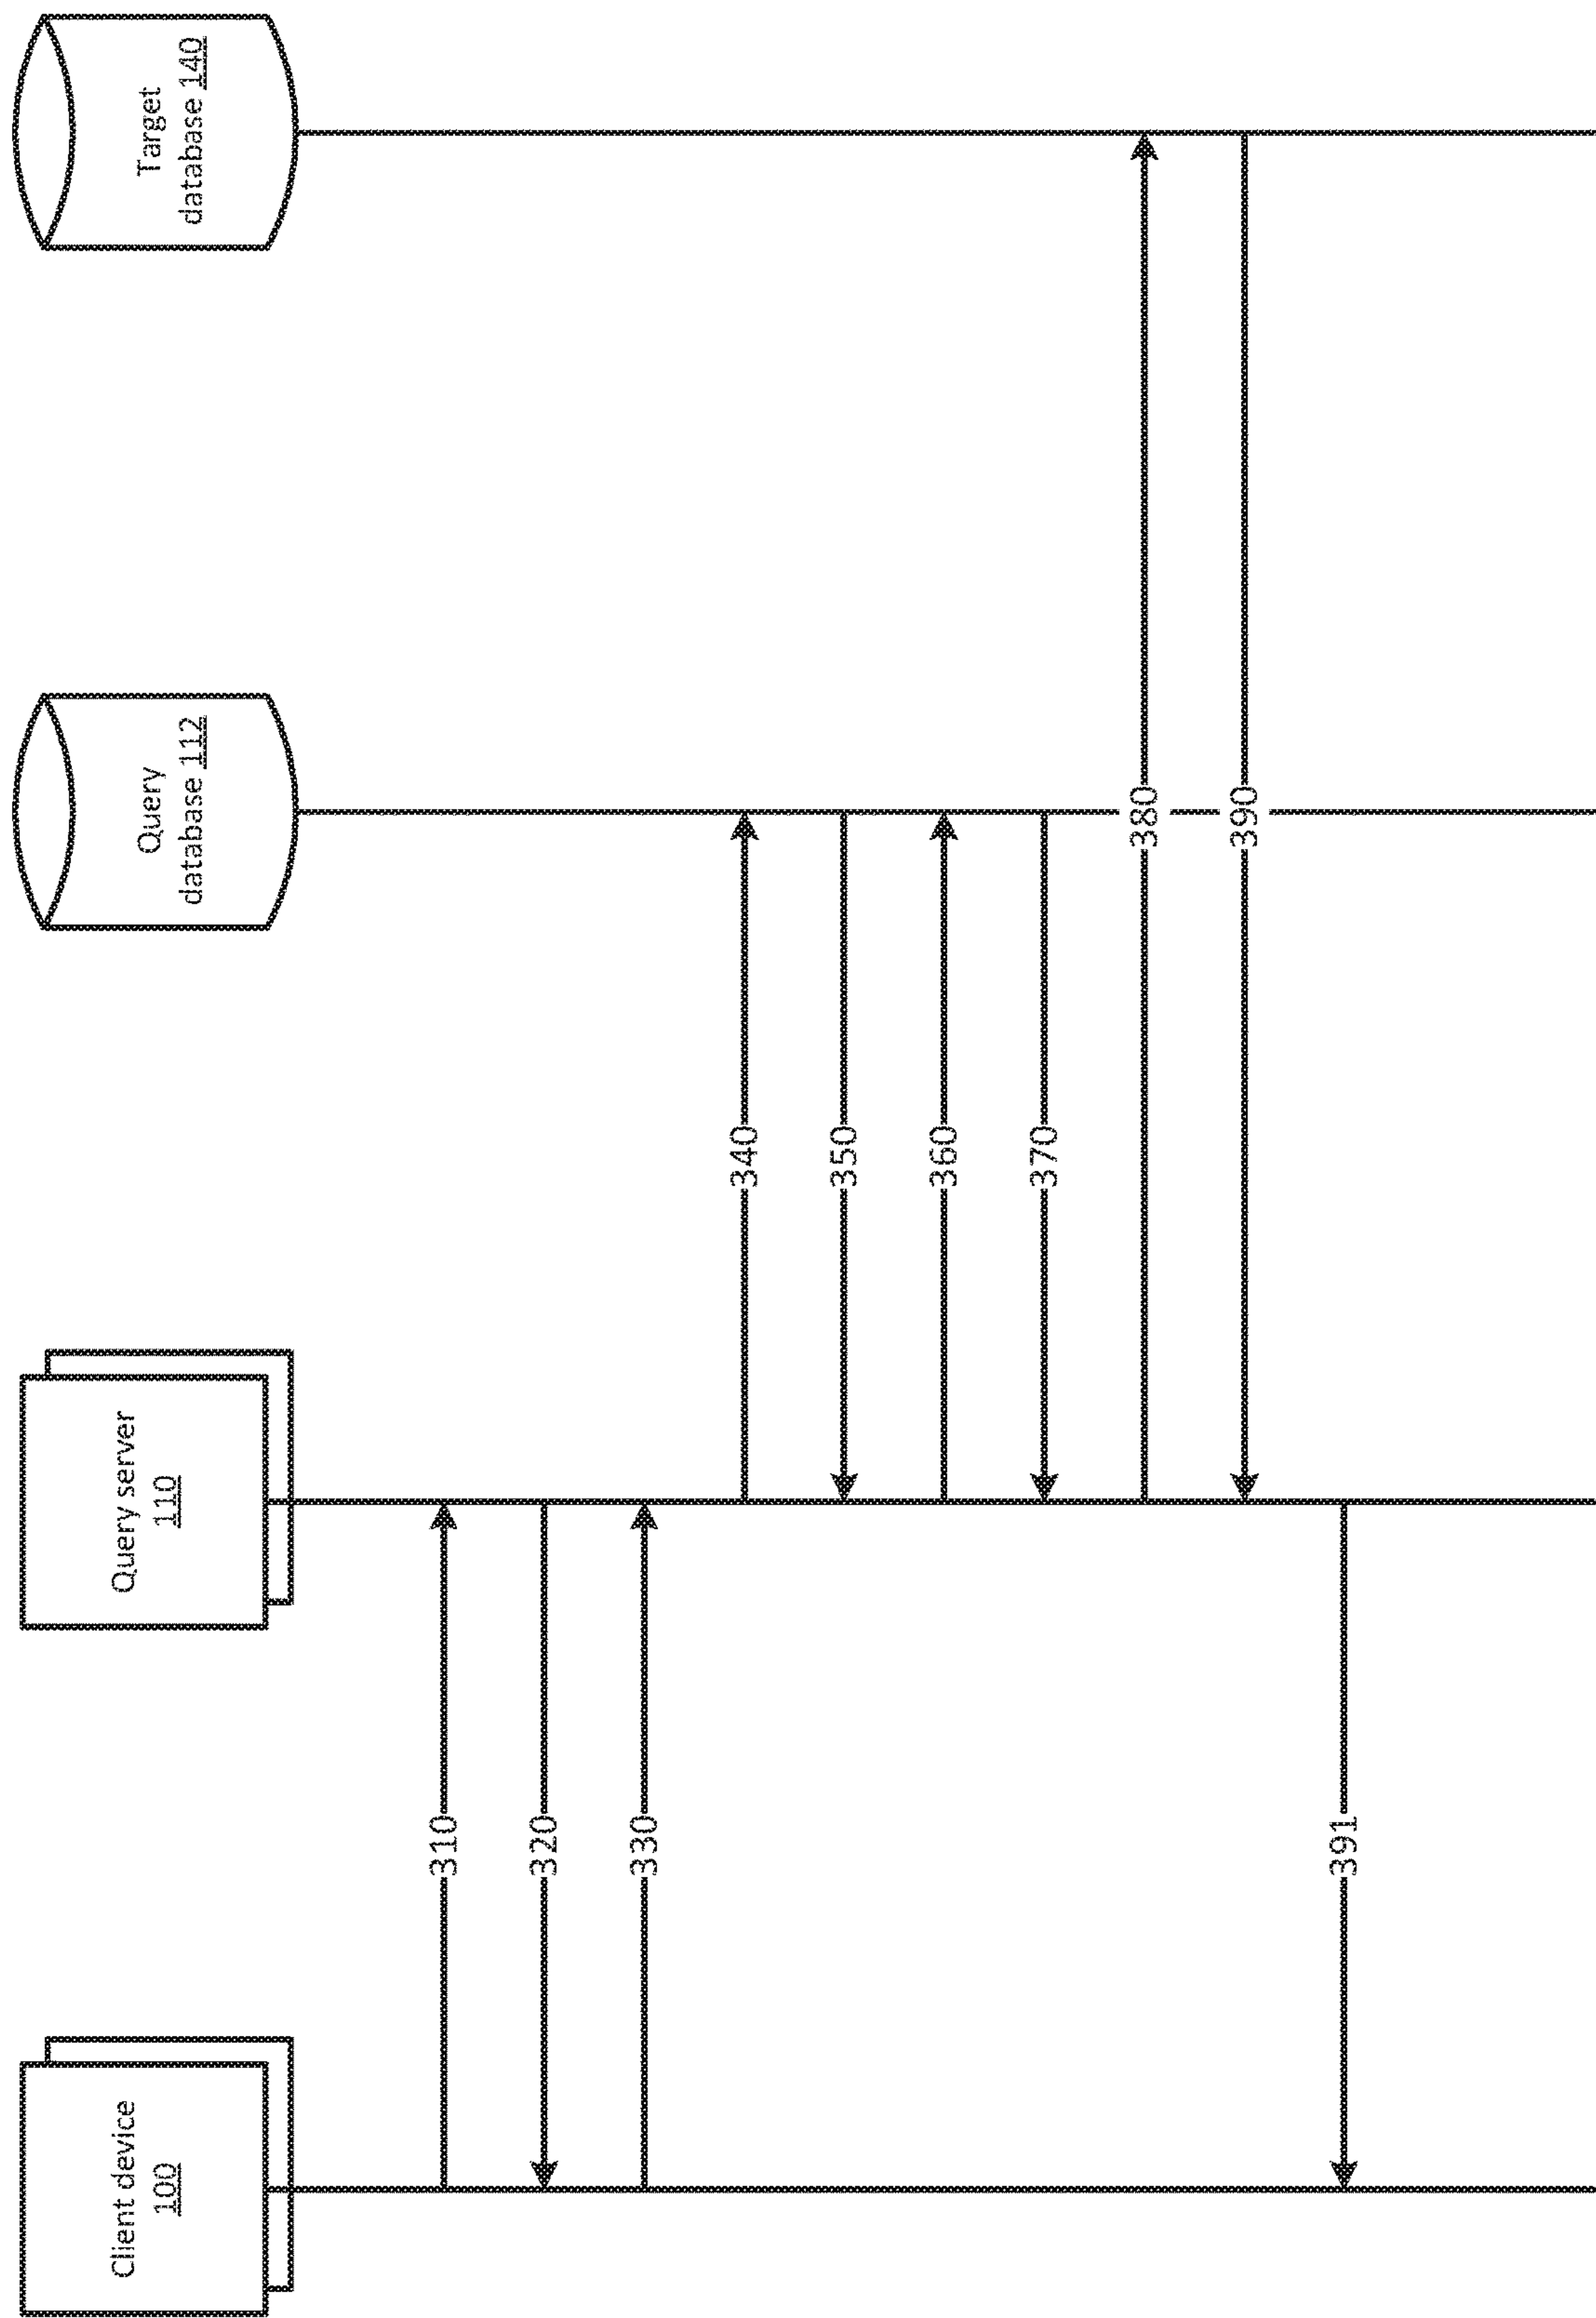 Client device
100
Query server
110
Query
database 112
Target
database 140
310
320
330
340
350
360
370
380
390
391